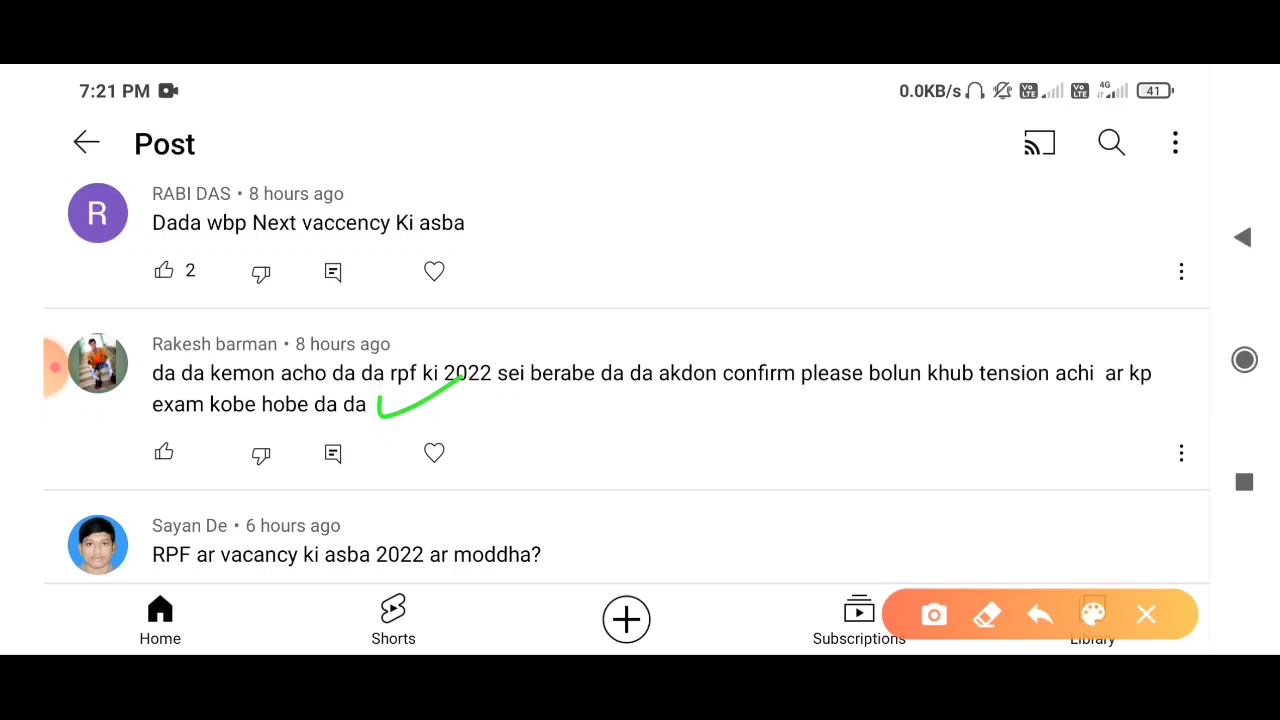 7:21 PM 0.0KB/s 4G 41
Post
R
RABI DAS • 8 hours ago
Dada wbp Next vaccency Ki asba
2
Rakesh barman • 8 hours ago
da da kemon acho da da rpf ki 2022 sei berabe da da akdon confirm please bolun khub tension achi ar kp
exam kobe hobe da da
Sayan De • 6 hours ago
RPF ar vacancy ki asba 2022 ar moddha?
Home Shorts Subscriptions Library